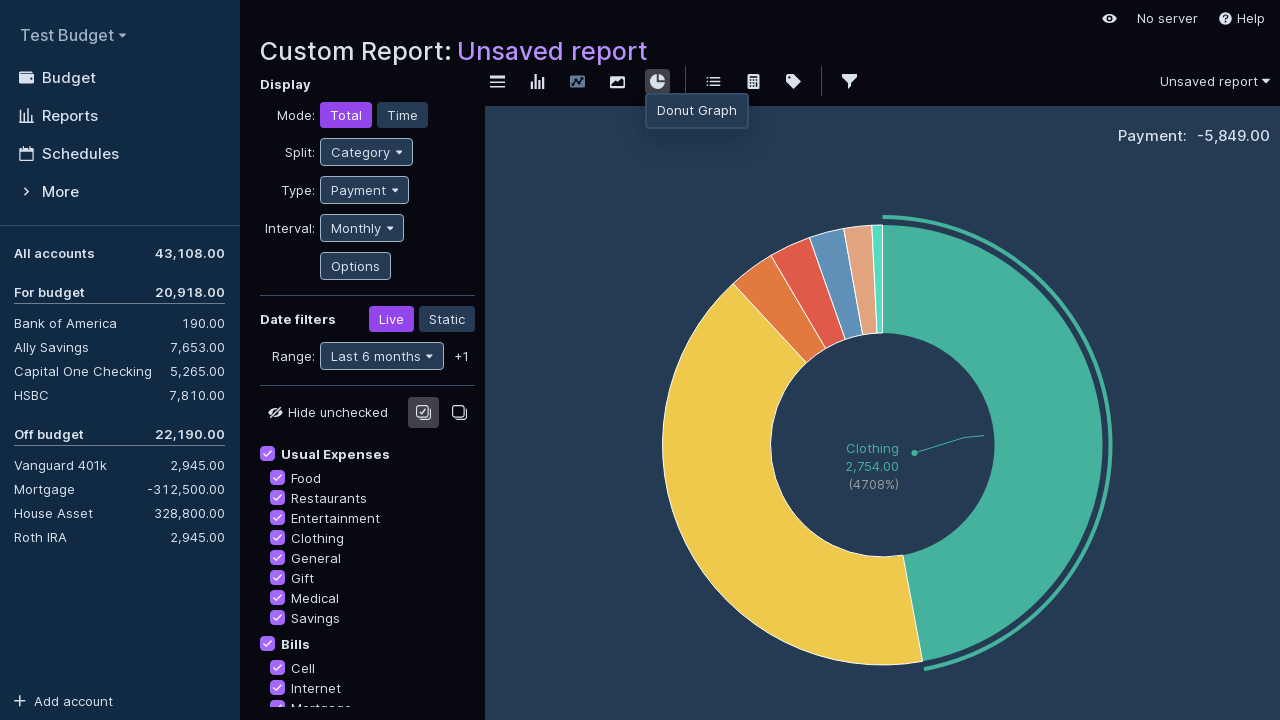 Test Budget
Budget
Reports
Schedules
More
All accounts 43,108.00
For budget 20,918.00
Bank of America 190.00
Ally Savings 7,653.00
Capital One Checking 5,265.00
HSBC 7,810.00
Off budget 22,190.00
Vanguard 401k 2,945.00
Mortgage -312,500.00
House Asset 328,800.00
Roth IRA 2,945.00
Add account
No server
Help
Custom Report: Unsaved report
Display
Mode: Total Time
Split: Category
Type: Payment
Interval: Monthly
Options
Date filters Live Static
Range: Last 6 months +1
Hide unchecked
Usual Expenses
Food
Restaurants
Entertainment
Clothing
General
Gift
Medical
Savings
Bills
Cell
Internet
Mortgage
Unsaved report
Donut Graph
Payment: -5,849.00
Clothing
2,754.00
(47.08%)